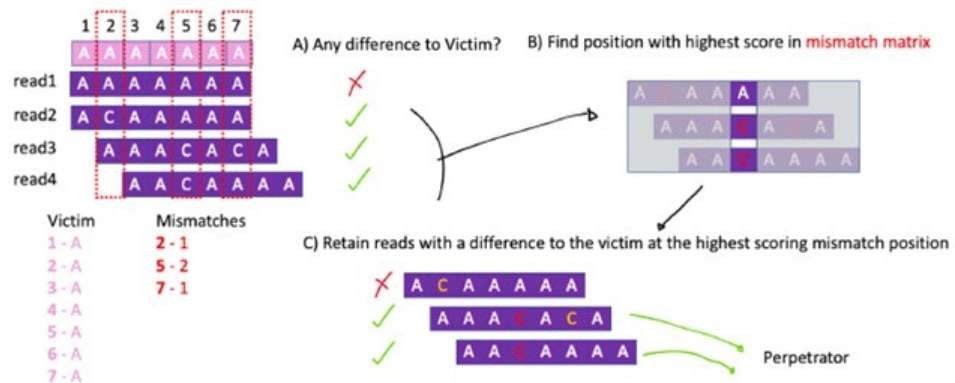 1 2 3 4 5 6 7
A A A A A A A
read1 A A A A A A A
read2 A C A A A A A
read3 A A A C A C A
read4 A A C A A A A
Victim
1 - A
2 - A
3 - A
4 - A
5 - A
6 - A
7 - A
Mismatches
2 - 1
5 - 2
7 - 1
A) Any difference to Victim?
B) Find position with highest score in mismatch matrix
A C A A A A A
A A A C A C A
A A C A A A A
C) Retain reads with a difference to the victim at the highest scoring mismatch position
A C A A A A A
A A A C A C A
A A C A A A A
Perpetrator